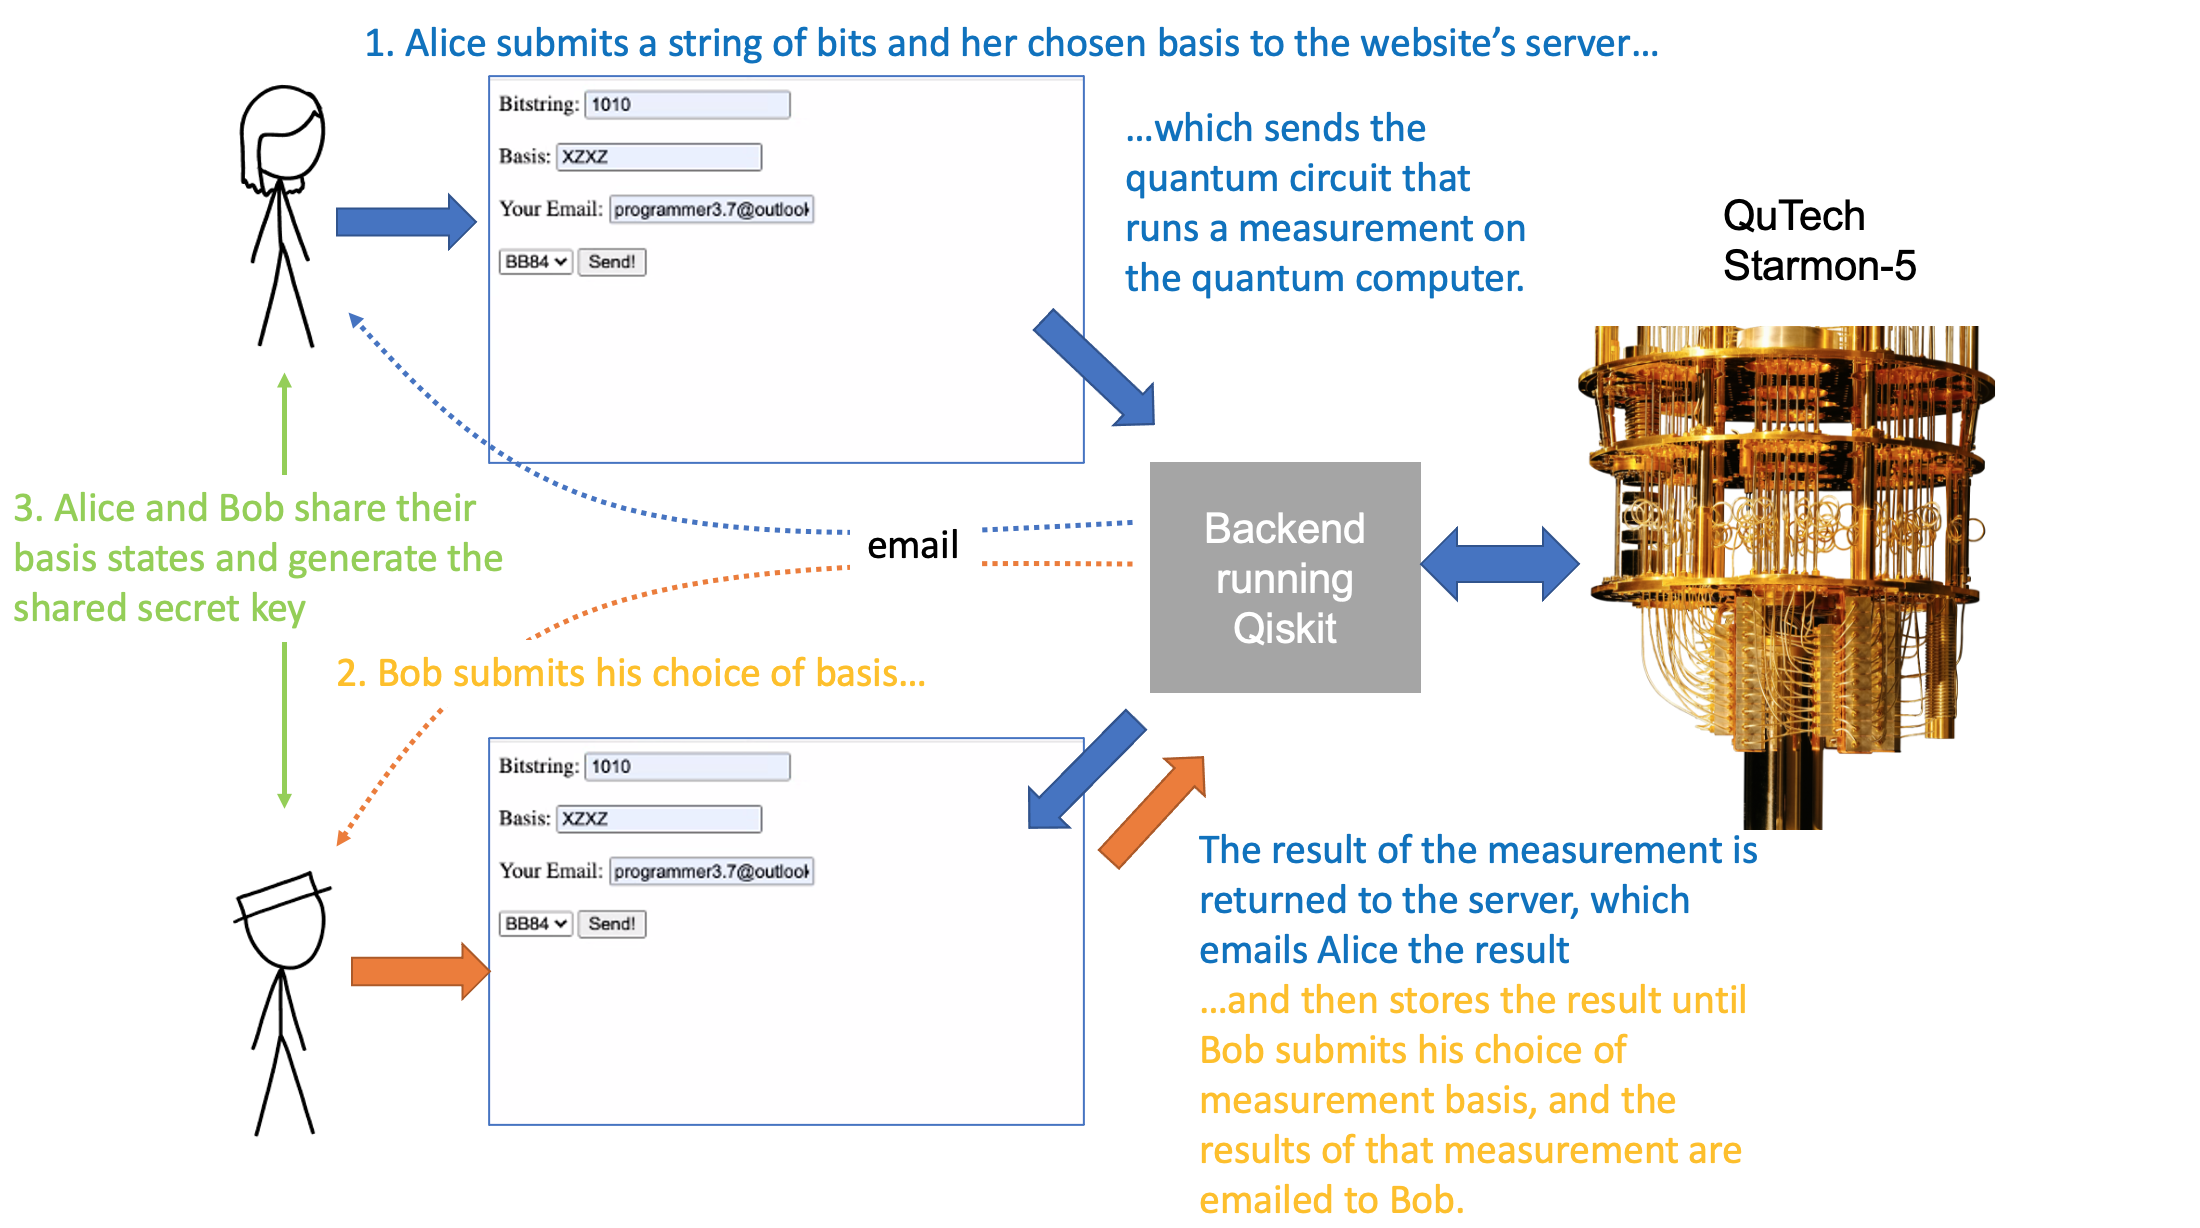 1. Alice submits a string of bits and her chosen basis to the website’s server…
Bitstring: 1010
Basis: XZXZ
Your Email: programmer3.7@outlook
BB84 Send!
…which sends the
quantum circuit that
runs a measurement on
the quantum computer.
QuTech
Starmon-5
3. Alice and Bob share their
basis states and generate the
shared secret key
email
Backend
running
Qiskit
2. Bob submits his choice of basis…
Bitstring: 1010
Basis: XZXZ
Your Email: programmer3.7@outlook
BB84 Send!
The result of the measurement is
returned to the server, which
emails Alice the result
…and then stores the result until
Bob submits his choice of
measurement basis, and the
results of that measurement are
emailed to Bob.